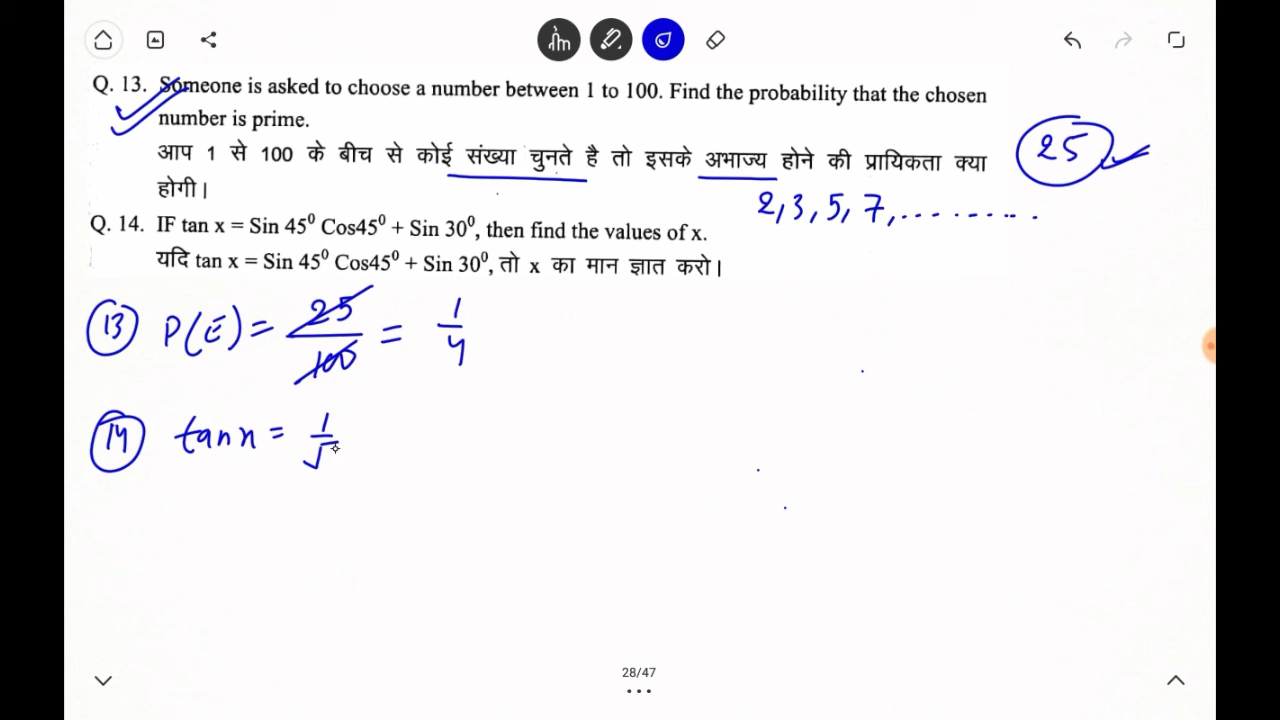 Q. 13. Someone is asked to choose a number between 1 to 100. Find the probability that the chosen
number is prime.
आप 1 से 100 के बीच से कोई संख्या चुनते है तो इसके अभाज्य होने की प्रायिकता क्या
होगी।
25
2, 3, 5, 7, .........
Q. 14. IF tan x = Sin 45⁰ Cos45⁰ + Sin 30⁰, then find the values of x.
यदि tan x = Sin 45⁰ Cos45⁰ + Sin 30⁰, तो x का मान ज्ञात करो।
13 P(E) = 25/100 = 1/4
14 tan x = 1/√
28/47